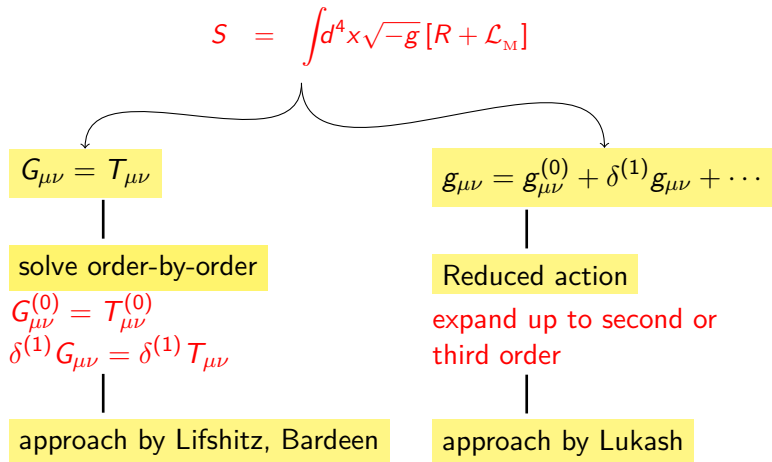 S = ∫d⁴x√−g [R + ℒ_M]
G_μν = T_μν
solve order-by-order
G_μν^(0) = T_μν^(0)
δ^(1) G_μν = δ^(1) T_μν
approach by Lifshitz, Bardeen
g_μν = g_μν^(0) + δ^(1) g_μν + ⋯
Reduced action
expand up to second or
third order
approach by Lukash